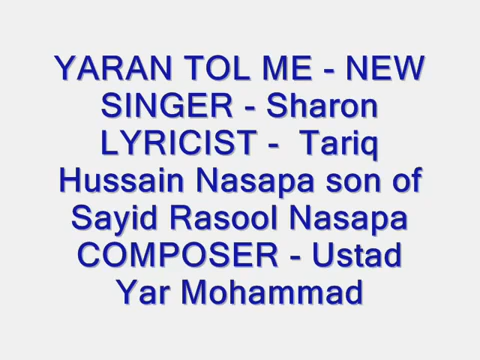 YARAN TOL ME - NEW
SINGER - Sharon
LYRICIST -  Tariq
Hussain Nasapa son of
Sayid Rasool Nasapa
COMPOSER - Ustad
Yar Mohammad